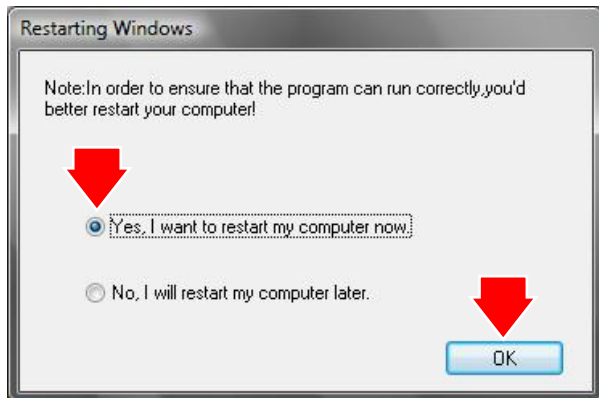 Restarting Windows
Note:In order to ensure that the program can run correctly,you'd
better restart your computer!
Yes, I want to restart my computer now.
No, I will restart my computer later.
OK